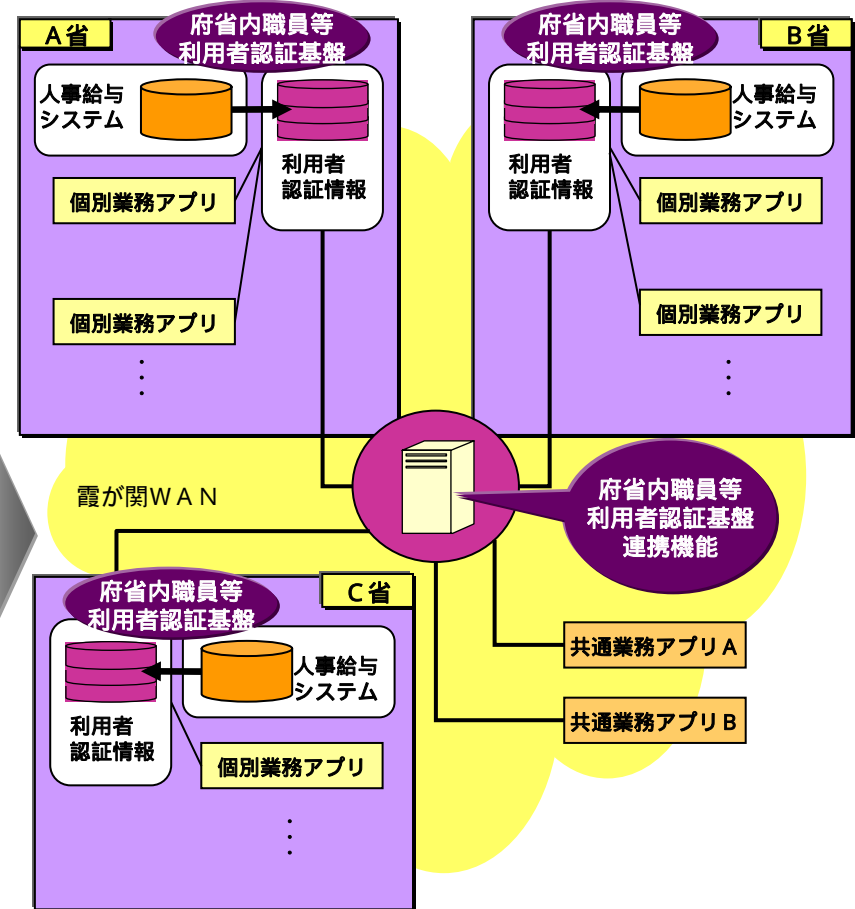 A省
府省内職員等
利用者認証基盤
人事給与
システム
利用者
認証情報
個別業務アプリ
個別業務アプリ
・・・
府省内職員等
利用者認証基盤
B省
人事給与
システム
利用者
認証情報
個別業務アプリ
個別業務アプリ
・・・
霞が関WAN
府省内職員等
利用者認証基盤
連携機能
府省内職員等
利用者認証基盤
C省
人事給与
システム
利用者
認証情報
個別業務アプリ
・・・
共通業務アプリA
共通業務アプリB